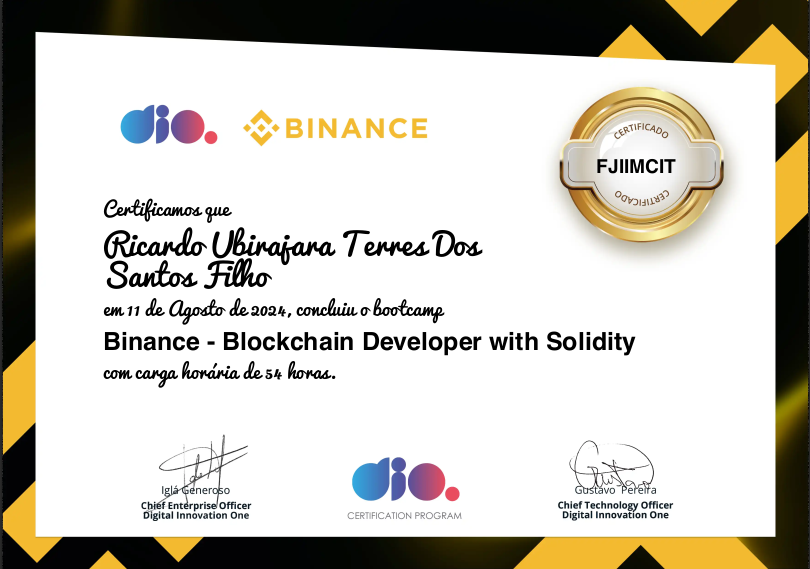 dio.
BINANCE
CERTIFICADO
FJIIMCIT
CERTIFICADO
Certificamos que
Ricardo Ubirajara Terres Dos
Santos Filho
em 11 de Agosto de 2024, concluiu o bootcamp
Binance - Blockchain Developer with Solidity
com carga horária de 54 horas.
Iglá Generoso
Chief Enterprise Officer
Digital Innovation One
dio.
CERTIFICATION PROGRAM
Gustavo Pereira
Chief Technology Officer
Digital Innovation One